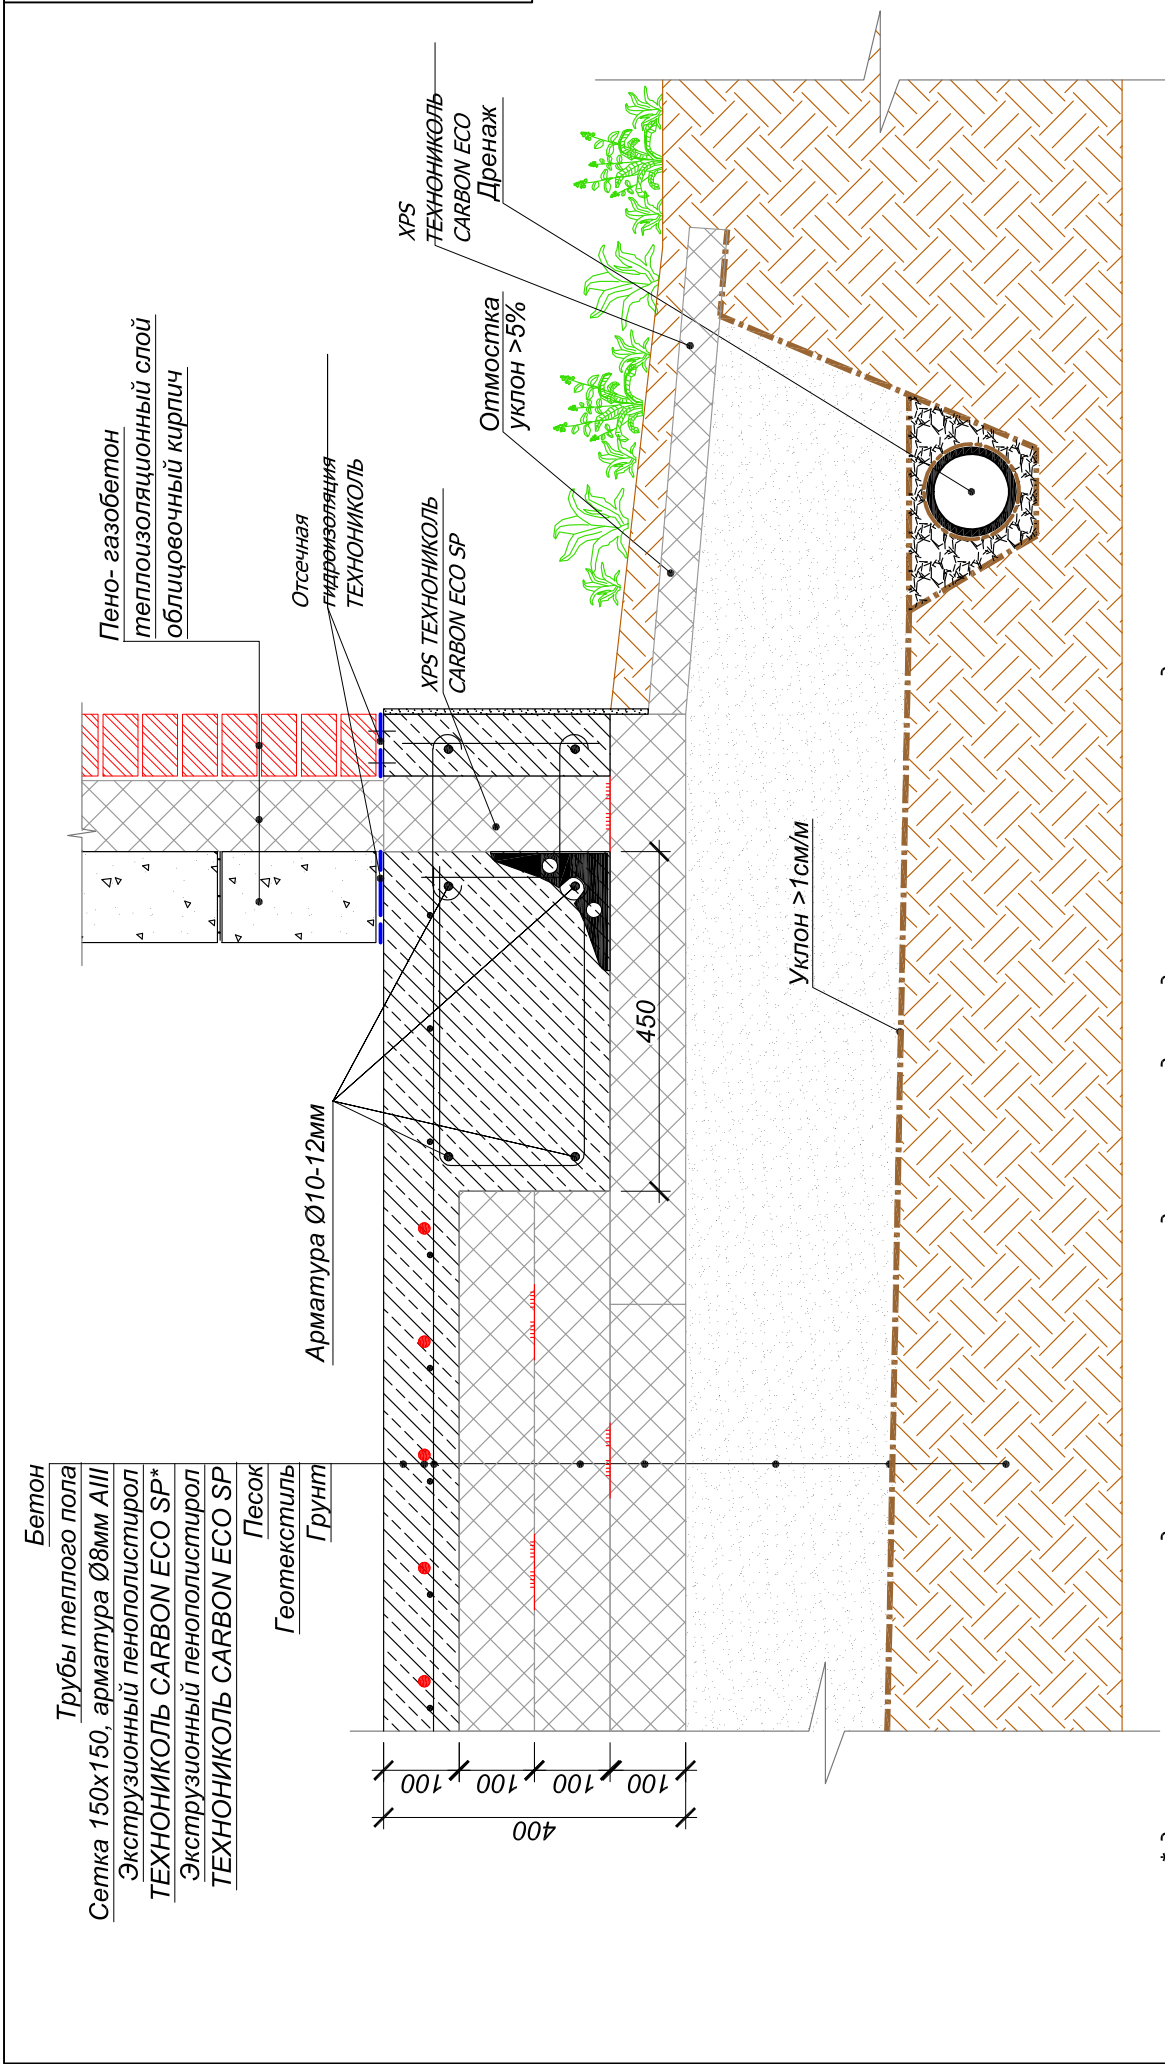 Бетон
Трубы теплого пола
Сетка 150х150, арматура Ø8мм АIII
Экструзионный пенополистирол
ТЕХНОНИКОЛЬ CARBON ECO SP*
Экструзионный пенополистирол
ТЕХНОНИКОЛЬ CARBON ECO SP
Песок
Геотекстиль
Грунт
Арматура Ø10-12мм
Пено- газобетон
теплоизоляционный слой
облицовочный кирпич
Отсечная
гидроизоляция
ТЕХНОНИКОЛЬ
XPS ТЕХНОНИКОЛЬ
CARBON ECO SP
XPS
ТЕХНОНИКОЛЬ
CARBON ECO
Дренаж
Отмостка
уклон >5%
Уклон >1см/м
450
100
100
100
100
400